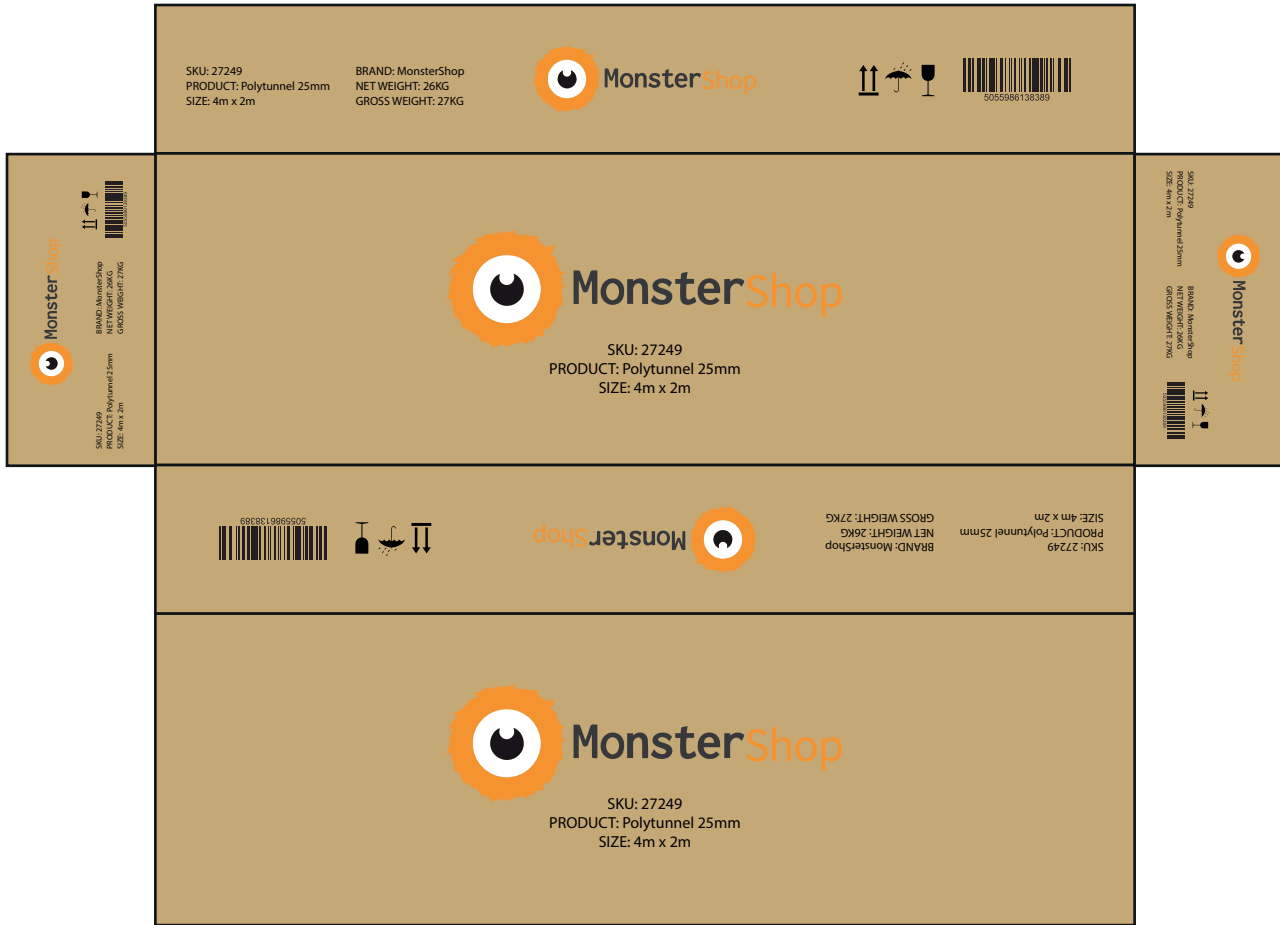 SKU: 27249
PRODUCT: Polytunnel 25mm
SIZE: 4m x 2m
BRAND: MonsterShop
NET WEIGHT: 26KG
GROSS WEIGHT: 27KG
MonsterShop
5055986138389
SKU: 27249
PRODUCT: Polytunnel 25mm
SIZE: 4m x 2m
BRAND: MonsterShop
NET WEIGHT: 26KG
GROSS WEIGHT: 27KG
MonsterShop
5055986138389
MonsterShop
SKU: 27249
PRODUCT: Polytunnel 25mm
SIZE: 4m x 2m
SKU: 27249
PRODUCT: Polytunnel 25mm
SIZE: 4m x 2m
BRAND: MonsterShop
NET WEIGHT: 26KG
GROSS WEIGHT: 27KG
MonsterShop
5055986138389
SKU: 27249
PRODUCT: Polytunnel 25mm
SIZE: 4m x 2m
BRAND: MonsterShop
NET WEIGHT: 26KG
GROSS WEIGHT: 27KG
MonsterShop
5055986138389
MonsterShop
SKU: 27249
PRODUCT: Polytunnel 25mm
SIZE: 4m x 2m